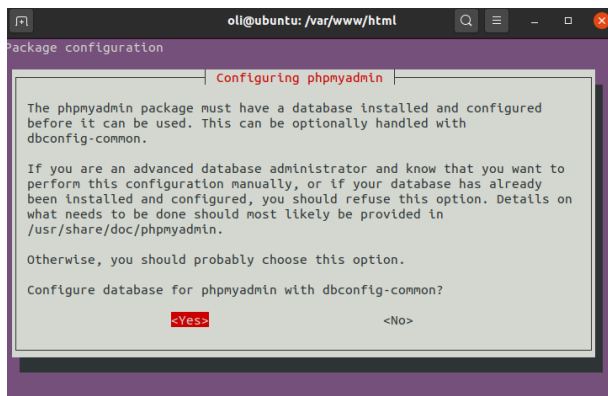 oli@ubuntu: /var/www/html
Package configuration
Configuring phpmyadmin
The phpmyadmin package must have a database installed and configured
before it can be used. This can be optionally handled with
dbconfig-common.
If you are an advanced database administrator and know that you want to
perform this configuration manually, or if your database has already
been installed and configured, you should refuse this option. Details on
what needs to be done should most likely be provided in
/usr/share/doc/phpmyadmin.
Otherwise, you should probably choose this option.
Configure database for phpmyadmin with dbconfig-common?
<Yes> <No>